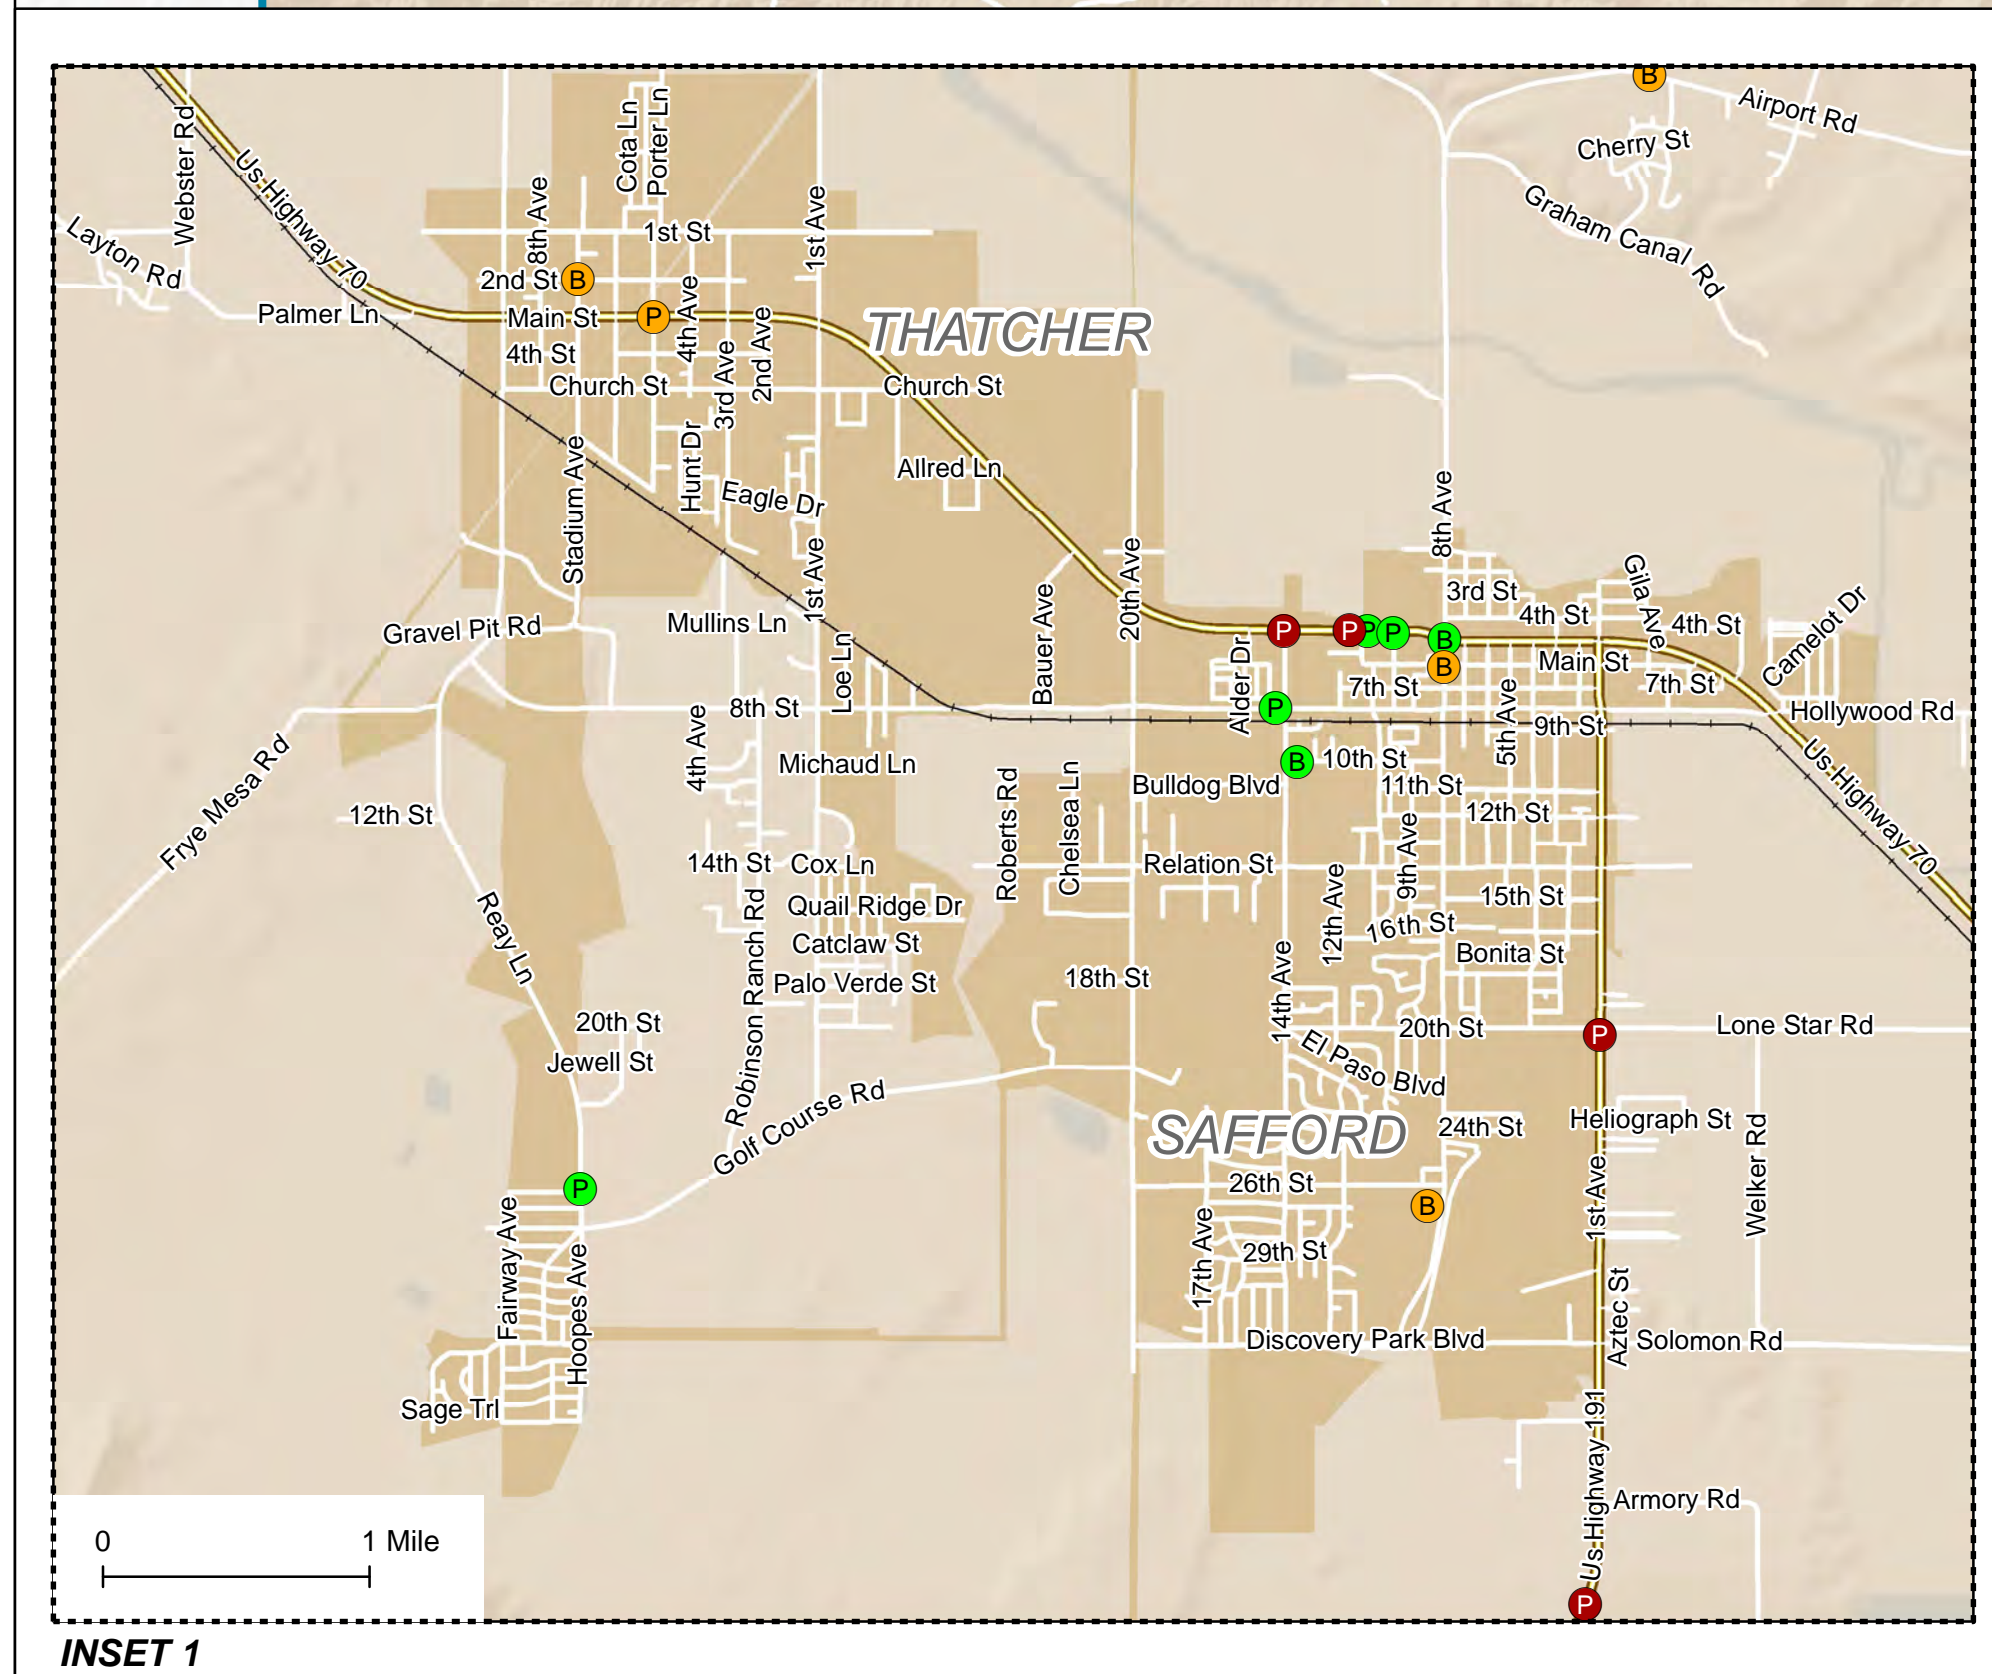 B
Airport Rd
Cherry St
Graham Canal Rd
Webster Rd
Us Highway 70
Layton Rd
Palmer Ln
Cota Ln
Porter Ln
8th Ave
1st St
1st Ave
2nd St
B
Main St
P
4th Ave
2nd Ave
THATCHER
4th St
3rd Ave
Church St
Church St
Stadium Ave
Hunt Dr
Eagle Dr
Allred Ln
1st Ave
8th Ave
Gravel Pit Rd
Mullins Ln
Loe Ln
Bauer Ave
20th Ave
3rd St
4th St
Gila Ave
4th St
Camelot Dr
P
P
P
P
B
B
Alder Dr
Main St
7th St
7th St
P
8th St
5th Ave
9th St
Hollywood Rd
Us Highway 70
4th Ave
Michaud Ln
B
10th St
Bulldog Blvd
11th St
12th St
Frye Mesa Rd
12th St
Roberts Rd
Chelsea Ln
14th St
Cox Ln
Relation St
12th Ave
9th Ave
15th St
Reay Ln
Robinson Ranch Rd
Quail Ridge Dr
16th St
Catclaw St
Bonita St
Palo Verde St
18th St
14th Ave
20th St
Jewell St
20th St
P
Lone Star Rd
El Paso Blvd
Golf Course Rd
SAFFORD
24th St
Heliograph St
Welker Rd
P
26th St
B
1st Ave
Fairway Ave
Hoopes Ave
17th Ave
29th St
Aztec St
Discovery Park Blvd
Solomon Rd
Sage Trl
Us Highway 191
Armory Rd
P
0 1 Mile
INSET 1